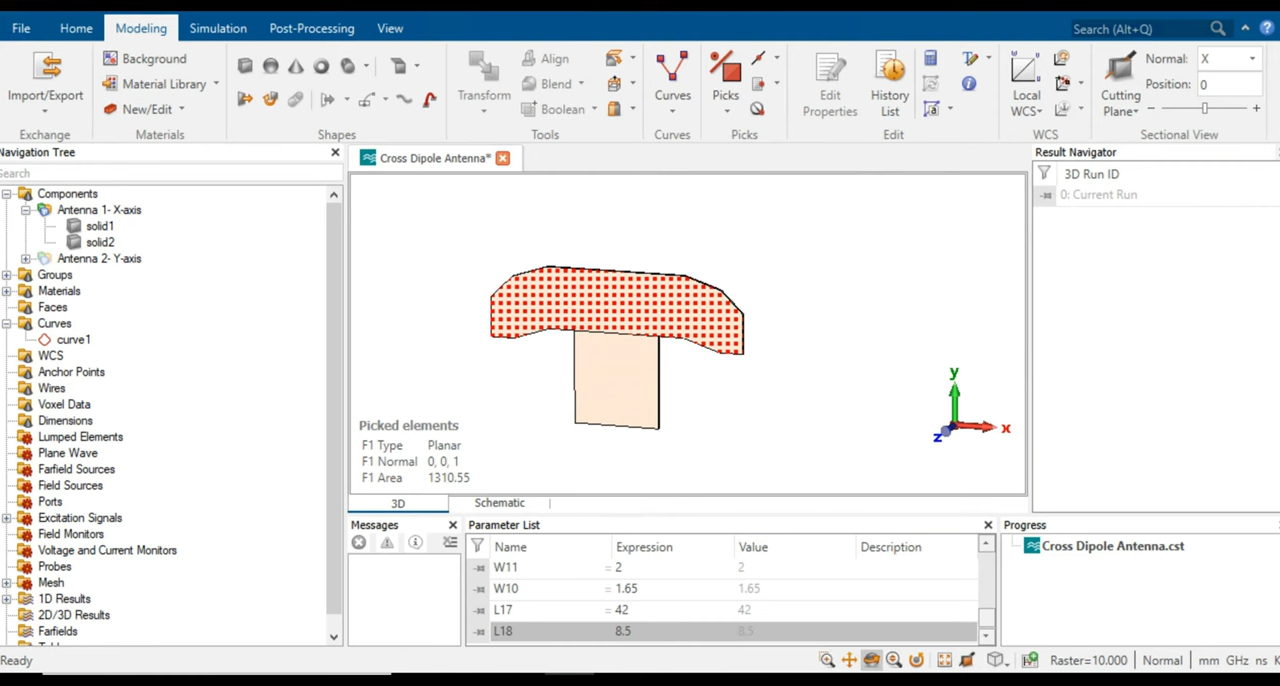 File Home Modeling Simulation Post-Processing View Search (Alt+Q)
Import/Export
Exchange
Background
Material Library
New/Edit
Materials
Shapes
Transform
Align
Blend
Boolean
Tools
Curves
Curves
Picks
Picks
Edit Properties
History List
Edit
Local WCS
WCS
Cutting Plane
Normal: X
Position: 0
Sectional View
Navigation Tree
Search
Components
Antenna 1- X-axis
solid1
solid2
Antenna 2- Y-axis
Groups
Materials
Faces
Curves
curve1
WCS
Anchor Points
Wires
Voxel Data
Dimensions
Lumped Elements
Plane Wave
Farfield Sources
Field Sources
Ports
Excitation Signals
Field Monitors
Voltage and Current Monitors
Probes
Mesh
1D Results
2D/3D Results
Farfields
Cross Dipole Antenna*
y
x
z
Picked elements
F1 Type Planar
F1 Normal 0, 0, 1
F1 Area 1310.55
3D Schematic
Result Navigator
3D Run ID
0: Current Run
Messages
Parameter List
Name Expression Value Description
W11 = 2 2
W10 = 1.65 1.65
L17 = 42 42
L18 = 8.5 8.5
Progress
Cross Dipole Antenna.cst
Ready
Raster=10.000 Normal mm GHz ns K